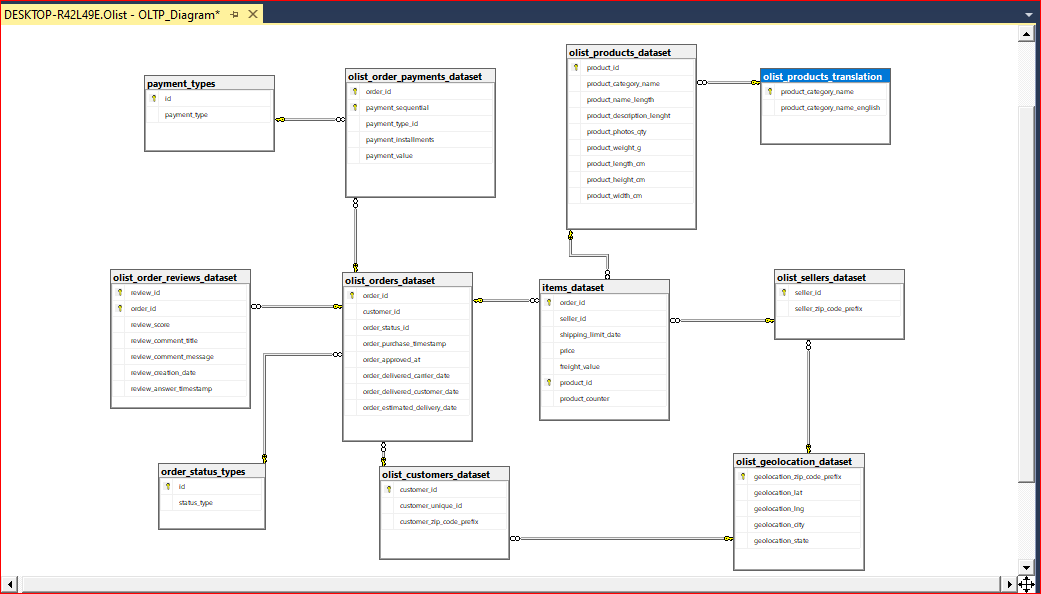 DESKTOP-R42L49E.Olist - OLTP_Diagram*
payment_types
id
payment_type
olist_order_payments_dataset
order_id
payment_sequential
payment_type_id
payment_installments
payment_value
olist_products_dataset
product_id
product_category_name
product_name_length
product_description_lenght
product_photos_qty
product_weight_g
product_length_cm
product_height_cm
product_width_cm
olist_products_translation
product_category_name
product_category_name_english
olist_order_reviews_dataset
review_id
order_id
review_score
review_comment_title
review_comment_message
review_creation_date
review_answer_timestamp
olist_orders_dataset
order_id
customer_id
order_status_id
order_purchase_timestamp
order_approved_at
order_delivered_carrier_date
order_delivered_customer_date
order_estimated_delivery_date
items_dataset
order_id
seller_id
shipping_limit_date
price
freight_value
product_id
product_counter
olist_sellers_dataset
seller_id
seller_zip_code_prefix
order_status_types
id
status_type
olist_customers_dataset
customer_id
customer_unique_id
customer_zip_code_prefix
olist_geolocation_dataset
geolocation_zip_code_prefix
geolocation_lat
geolocation_lng
geolocation_city
geolocation_state